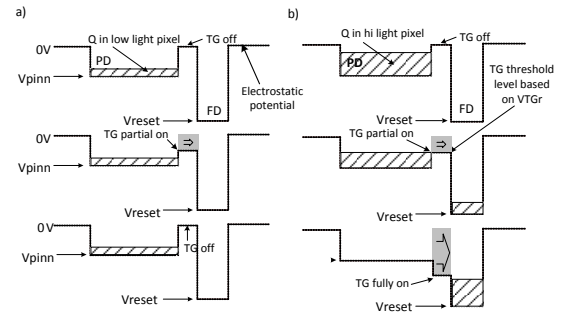 a)
Q in low light pixel
TG off
0V
PD
Vpinn
Electrostatic
potential
Vreset
FD
TG partial on
⇒
0V
Vpinn
Vreset
0V
TG off
Vpinn
Vreset
b)
Q in hi light pixel
TG off
PD
TG threshold
level based
on VTGr
FD
Vreset
TG partial on
⇒
Vreset
TG fully on
Vreset